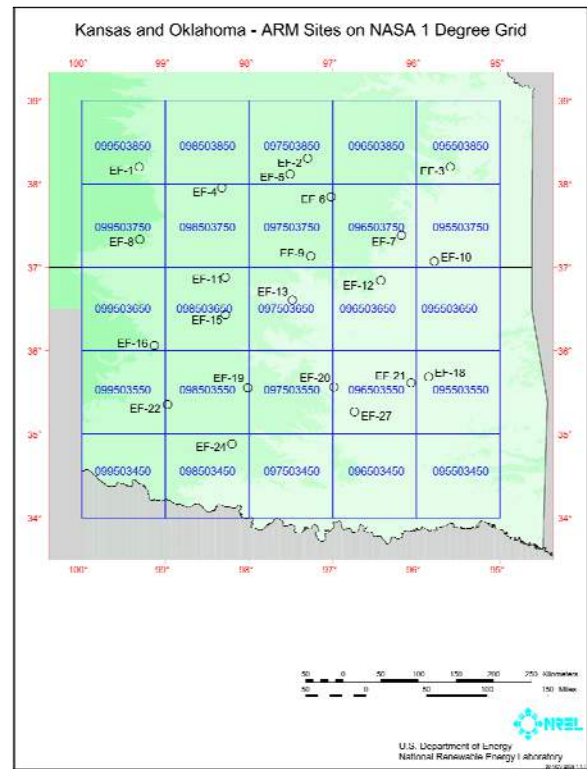 Kansas and Oklahoma - ARM Sites on NASA 1 Degree Grid
100° 99° 98° 97° 96° 95°
39°
099503850 098503850 097503850 096503850 095503850
EF-1 EF-2 EF-5 EF-3
38°
EF-4 EF-6
099503750 098503750 097503750 096503750 095503750
EF-8 EF-7
EF-9 EF-10
37°
EF-11 EF-13 EF-12
099503650 098503650 097503650 096503650 095503650
EF-15
EF-16
36°
EF-19 EF-20 EF-21 EF-18
099503550 098503550 097503550 096503550 095503550
EF-22 EF-27
35°
EF-24
099503450 098503450 097503450 096503450 095503450
34°
100° 99° 98° 97° 96° 95°
50 0 50 100 150 200 250 Kilometers
50 0 50 100 150 Miles
NREL
U.S. Department of Energy
National Renewable Energy Laboratory